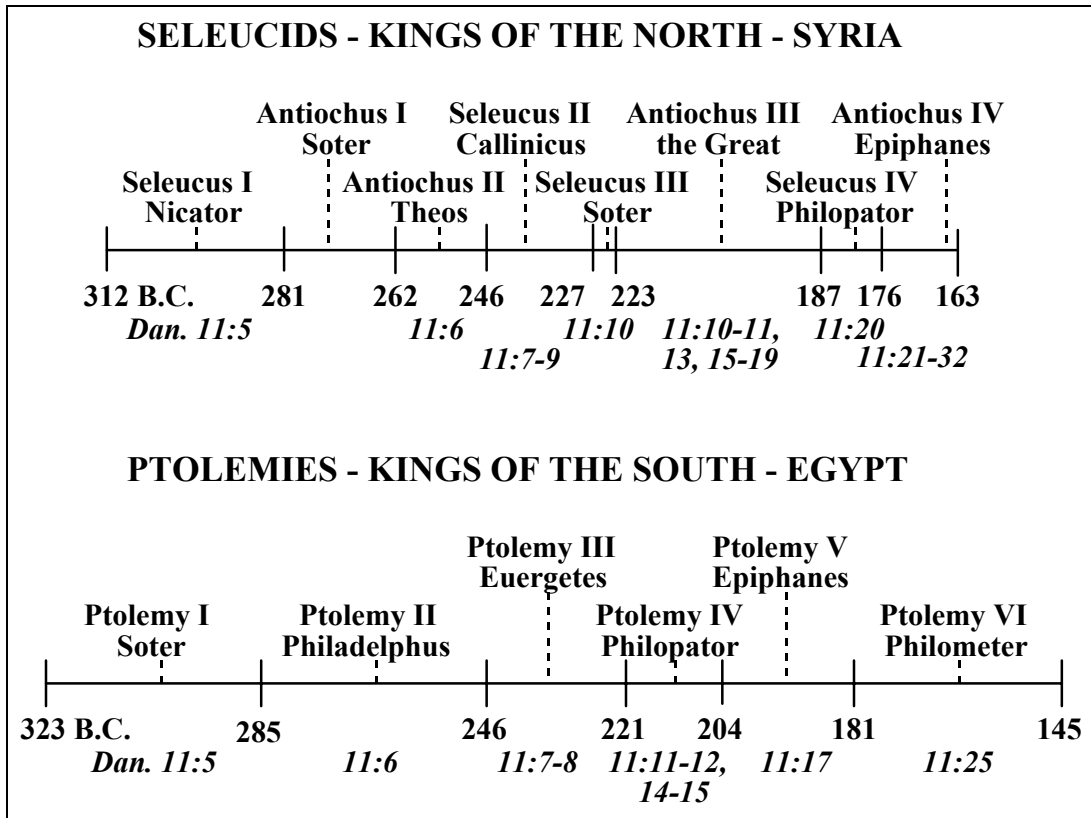 SELEUCIDS - KINGS OF THE NORTH - SYRIA
Antiochus I Seleucus II Antiochus III Antiochus IV
Soter Callinicus the Great Epiphanes
Seleucus I Antiochus II Seleucus III Seleucus IV
Nicator Theos Soter Philopator
312 B.C. 281 262 246 227 223 187 176 163
Dan. 11:5 11:6 11:10 11:10-11, 11:20
11:7-9 13, 15-19 11:21-32
PTOLEMIES - KINGS OF THE SOUTH - EGYPT
Ptolemy III Ptolemy V
Euergetes Epiphanes
Ptolemy I Ptolemy II Ptolemy IV Ptolemy VI
Soter Philadelphus Philopator Philometer
323 B.C. 285 246 221 204 181 145
Dan. 11:5 11:6 11:7-8 11:11-12, 11:17 11:25
14-15